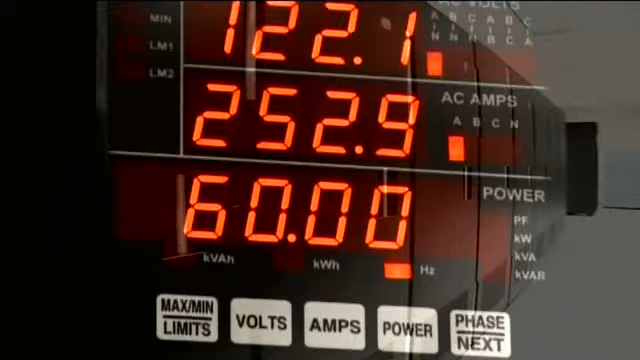 AC VOLTS
MIN
122.1
A B C A B C
N N N B C A
LM1
LM2
252.9
AC AMPS
A B C N
60.00
POWER
PF
KW
KVA
KVAR
kVAh kWh Hz
MAX/MIN LIMITS
VOLTS
AMPS
POWER
PHASE NEXT